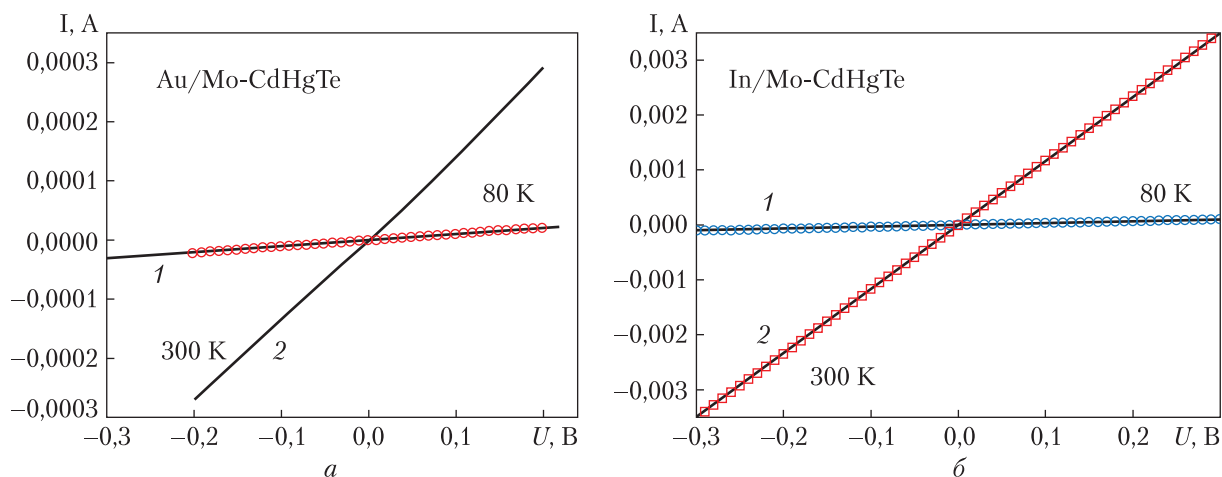 I, A
0,0003
Au/Mo-CdHgTe
0,0002
0,0001
80 K
0,0000
1
−0,0001
300 K
2
−0,0002
−0,0003
−0,3 −0,2 −0,1 0,0 0,1 U, В
а
I, A
0,003
In/Mo-CdHgTe
0,002
0,001
1
80 K
0,000
−0,001
2
−0,002
300 K
−0,003
−0,3 −0,2 −0,1 0,0 0,1 0,2 U, В
б